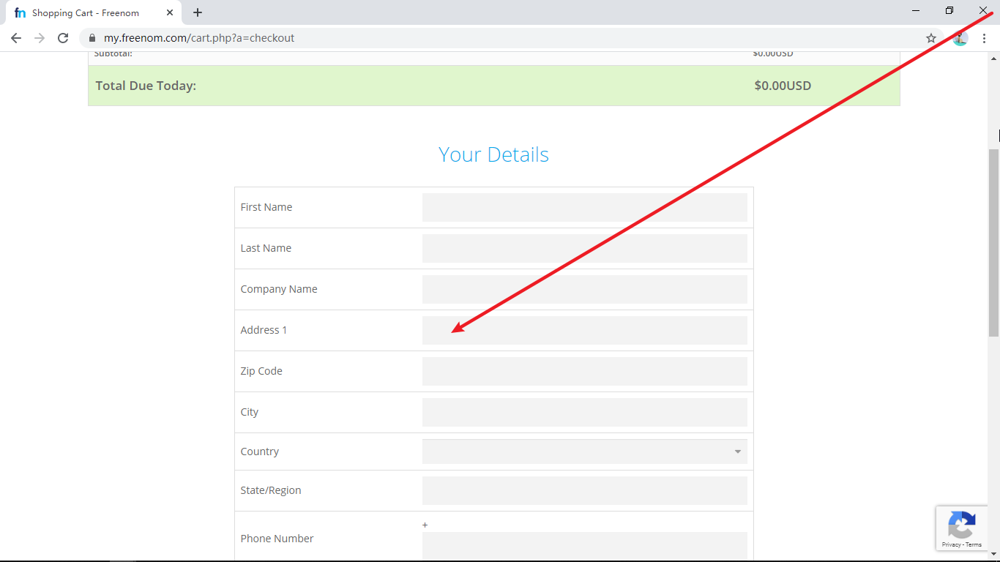 fn Shopping Cart - Freenom
my.freenom.com/cart.php?a=checkout
Subtotal: $0.00USD
Total Due Today: $0.00USD
Your Details
First Name
Last Name
Company Name
Address 1
Zip Code
City
Country
State/Region
+
Phone Number
Privacy - Terms